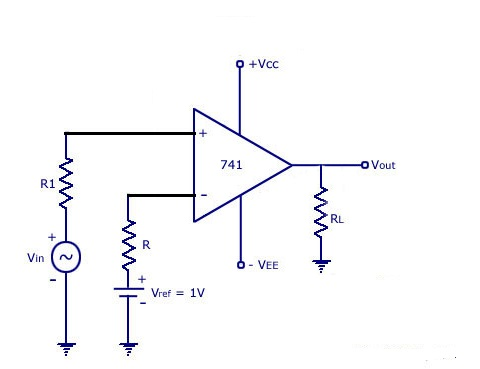 +Vcc
+
741
Vout
R1
-
RL
+
Vin
-
R
- VEE
+
Vref = 1V
-